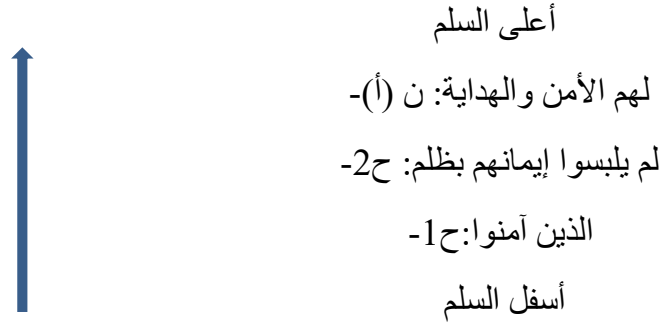 أعلى السلم
لهم الأمن والهداية: ن (أ)-
لم يلبسوا إيمانهم بظلم: ح2-
الذين آمنوا:ح1-
أسفل السلم